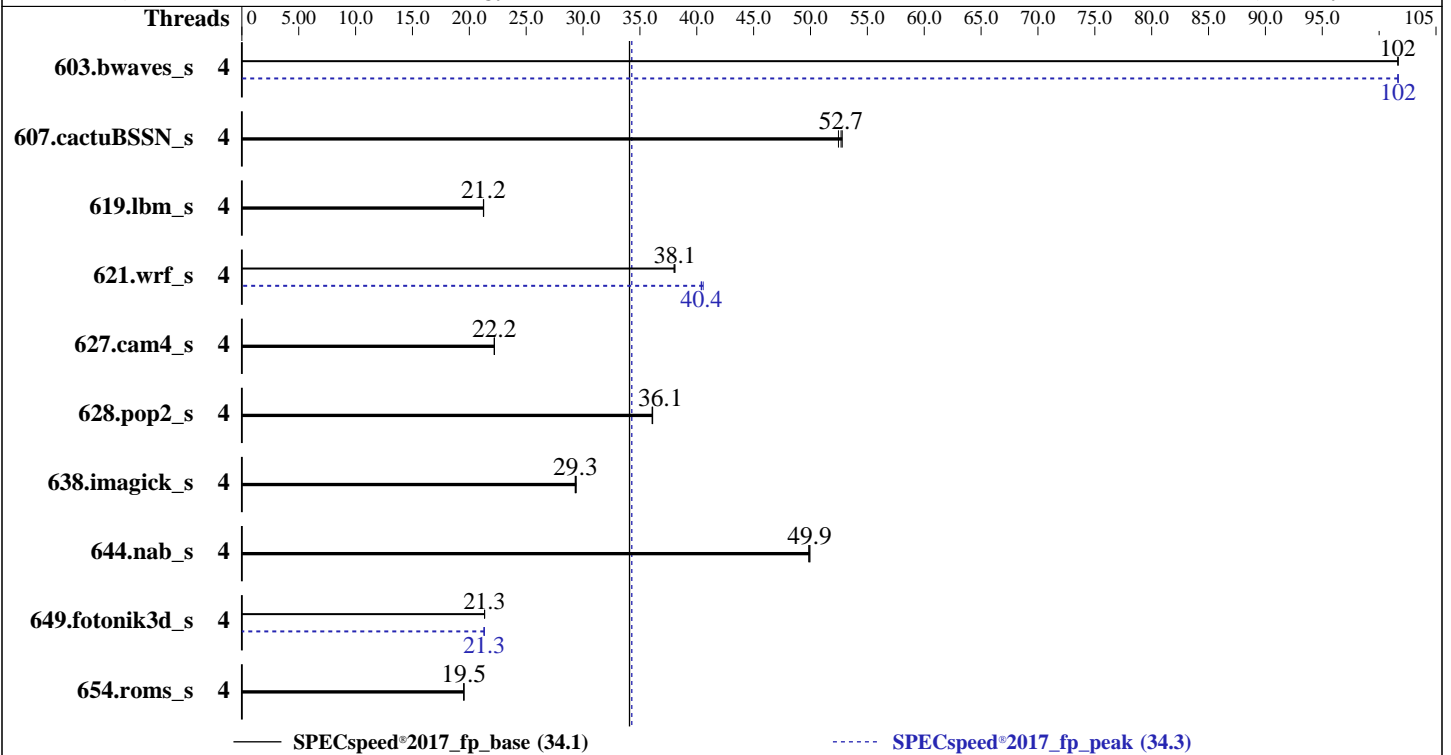 Threads 0 5.00 10.0 15.0 20.0 25.0 30.0 35.0 40.0 45.0 50.0 55.0 60.0 65.0 70.0 75.0 80.0 85.0 90.0 95.0 105
603.bwaves_s 4 102
102
607.cactuBSSN_s 4 52.7
619.lbm_s 4 21.2
621.wrf_s 4 38.1
40.4
627.cam4_s 4 22.2
628.pop2_s 4 36.1
638.imagick_s 4 29.3
644.nab_s 4 49.9
649.fotonik3d_s 4 21.3
21.3
654.roms_s 4 19.5
SPECspeed®2017_fp_base (34.1) SPECspeed®2017_fp_peak (34.3)